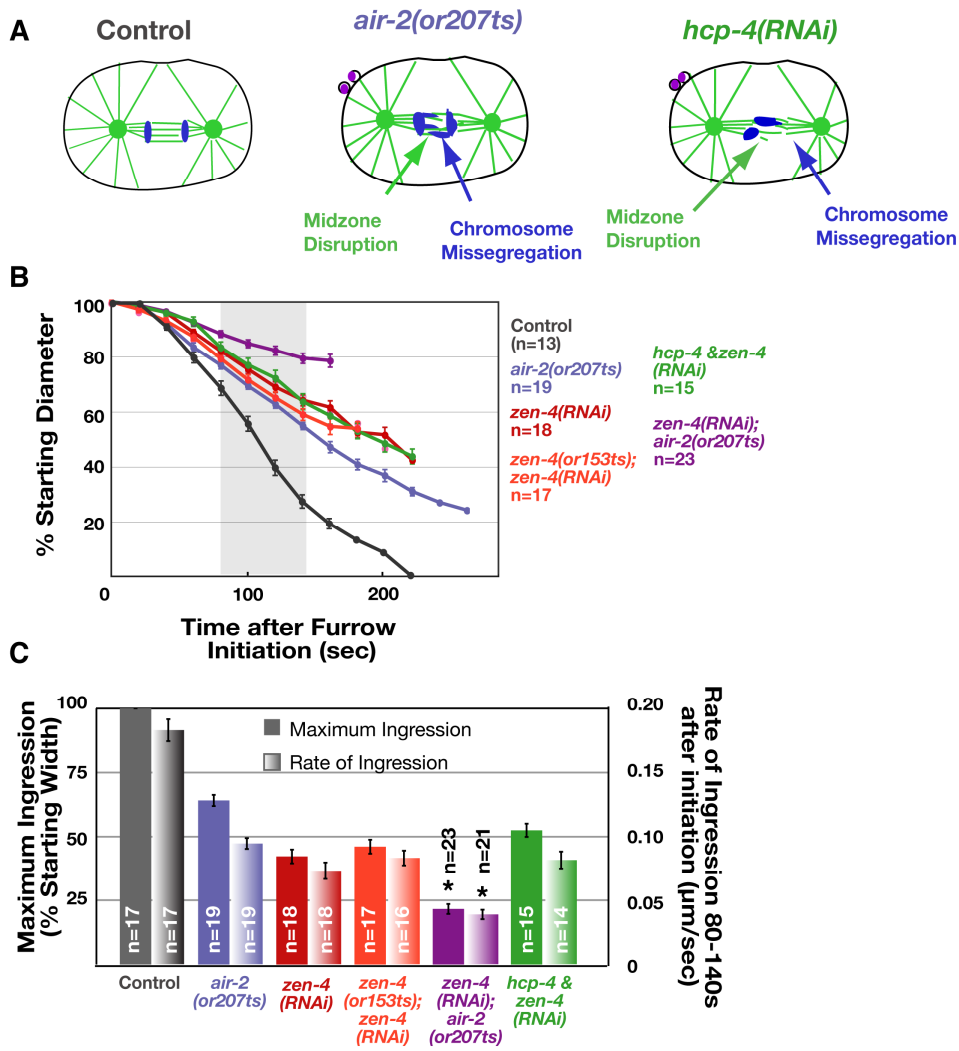 A
Control
air-2(or207ts)
hcp-4(RNAi)
Midzone
Disruption
Chromosome
Missegregation
Midzone
Disruption
Chromosome
Missegregation
B
% Starting Diameter
100
80
60
40
20
0
100
200
Time after Furrow
Initiation (sec)
Control
(n=13)
air-2(or207ts)
n=19
zen-4(RNAi)
n=18
zen-4(or153ts);
zen-4(RNAi)
n=17
hcp-4 &zen-4
(RNAi)
n=15
zen-4(RNAi);
air-2(or207ts)
n=23
C
Maximum Ingression
(% Starting Width)
100
75
50
25
Maximum Ingression
Rate of Ingression
n=17
n=17
n=19
n=19
n=18
n=18
n=17
n=16
* n=23
* n=21
n=15
n=14
0.20
0.15
0.10
0.05
0
Rate of Ingression 80-140s
after initiation (µm/sec)
Control
air-2
(or207ts)
zen-4
(RNAi)
zen-4
(or153ts);
zen-4
(RNAi)
zen-4
(RNAi);
air-2
(or207ts)
hcp-4 &
zen-4
(RNAi)